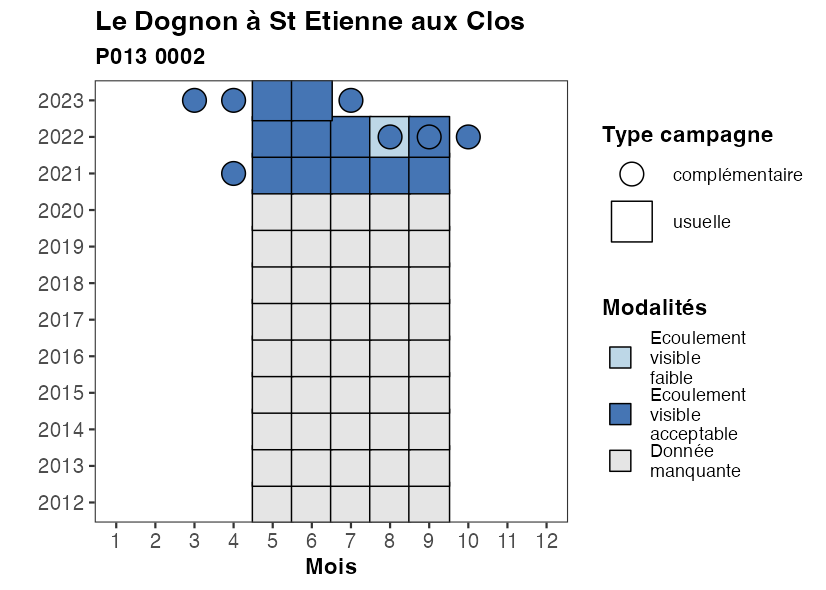 Le Dognon à St Etienne aux Clos
P013 0002
2023
2022
2021
2020
2019
2018
2017
2016
2015
2014
2013
2012
1 2 3 4 5 6 7 8 9 10 11 12
Mois
Type campagne
complémentaire
usuelle
Modalités
Ecoulement
visible
faible
Ecoulement
visible
acceptable
Donnée
manquante